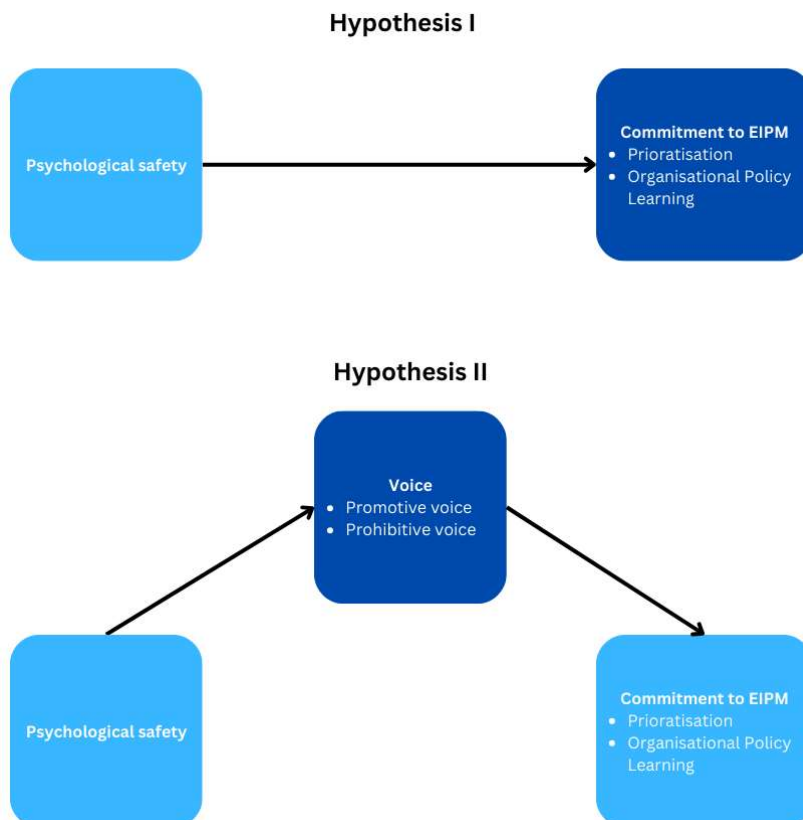 Hypothesis I
Psychological safety
Commitment to EIPM
• Prioratisation
• Organisational Policy
Learning
Hypothesis II
Voice
• Promotive voice
• Prohibitive voice
Psychological safety
Commitment to EIPM
• Prioratisation
• Organisational Policy
Learning